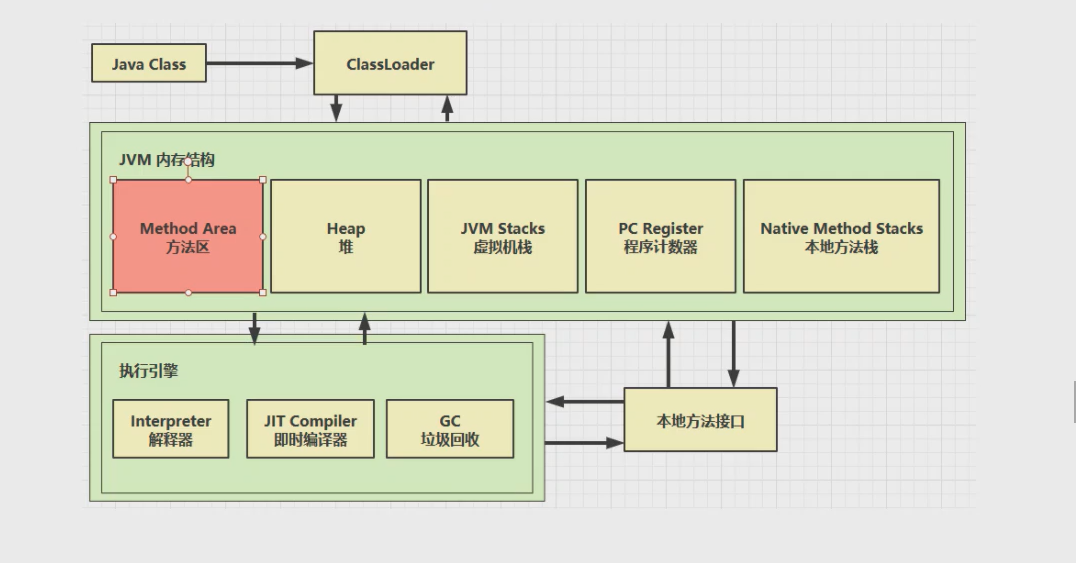 Java Class
ClassLoader
JVM 内存结构
Method Area
方法区
Heap
堆
JVM Stacks
虚拟机栈
PC Register
程序计数器
Native Method Stacks
本地方法栈
执行引擎
Interpreter
解释器
JIT Compiler
即时编译器
GC
垃圾回收
本地方法接口